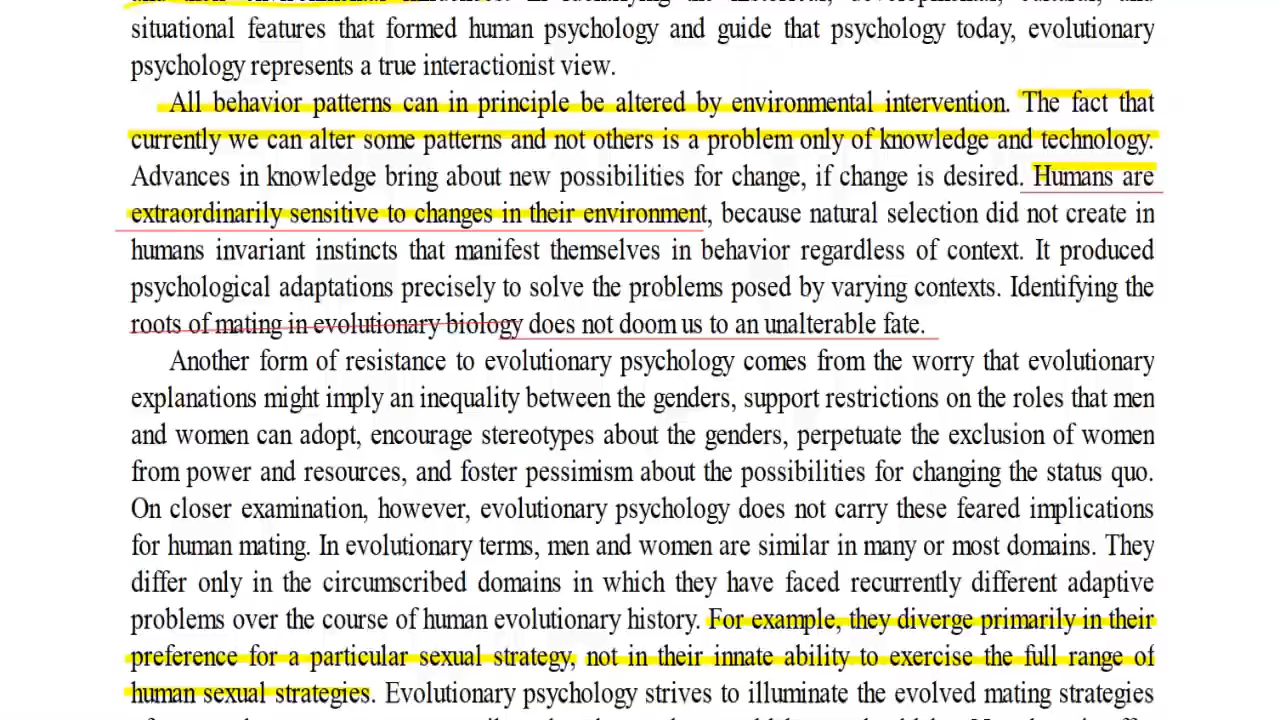 and their environmental influences. In identifying the historical, developmental, cultural, and
situational features that formed human psychology and guide that psychology today, evolutionary
psychology represents a true interactionist view.
All behavior patterns can in principle be altered by environmental intervention. The fact that
currently we can alter some patterns and not others is a problem only of knowledge and technology.
Advances in knowledge bring about new possibilities for change, if change is desired. Humans are
extraordinarily sensitive to changes in their environment, because natural selection did not create in
humans invariant instincts that manifest themselves in behavior regardless of context. It produced
psychological adaptations precisely to solve the problems posed by varying contexts. Identifying the
roots of mating in evolutionary biology does not doom us to an unalterable fate.
Another form of resistance to evolutionary psychology comes from the worry that evolutionary
explanations might imply an inequality between the genders, support restrictions on the roles that men
and women can adopt, encourage stereotypes about the genders, perpetuate the exclusion of women
from power and resources, and foster pessimism about the possibilities for changing the status quo.
On closer examination, however, evolutionary psychology does not carry these feared implications
for human mating. In evolutionary terms, men and women are similar in many or most domains. They
differ only in the circumscribed domains in which they have faced recurrently different adaptive
problems over the course of human evolutionary history. For example, they diverge primarily in their
preference for a particular sexual strategy, not in their innate ability to exercise the full range of
human sexual strategies. Evolutionary psychology strives to illuminate the evolved mating strategies